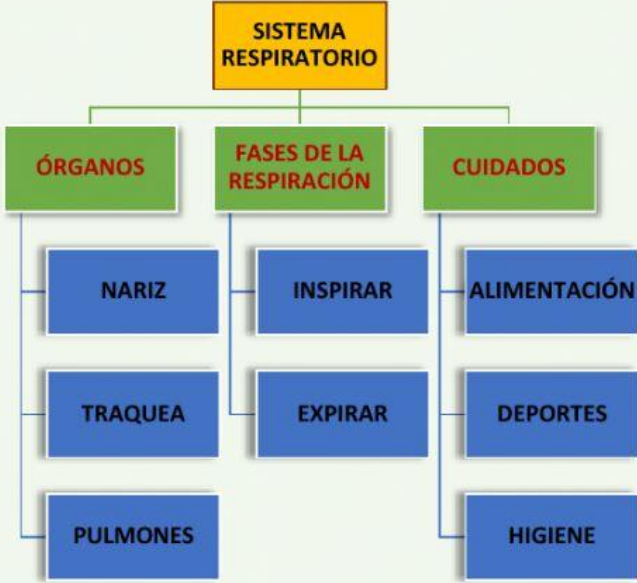 SISTEMA
RESPIRATORIO
ÓRGANOS
NARIZ
TRAQUEA
PULMONES
FASES DE LA
RESPIRACIÓN
INSPIRAR
EXPIRAR
CUIDADOS
ALIMENTACIÓN
DEPORTES
HIGIENE